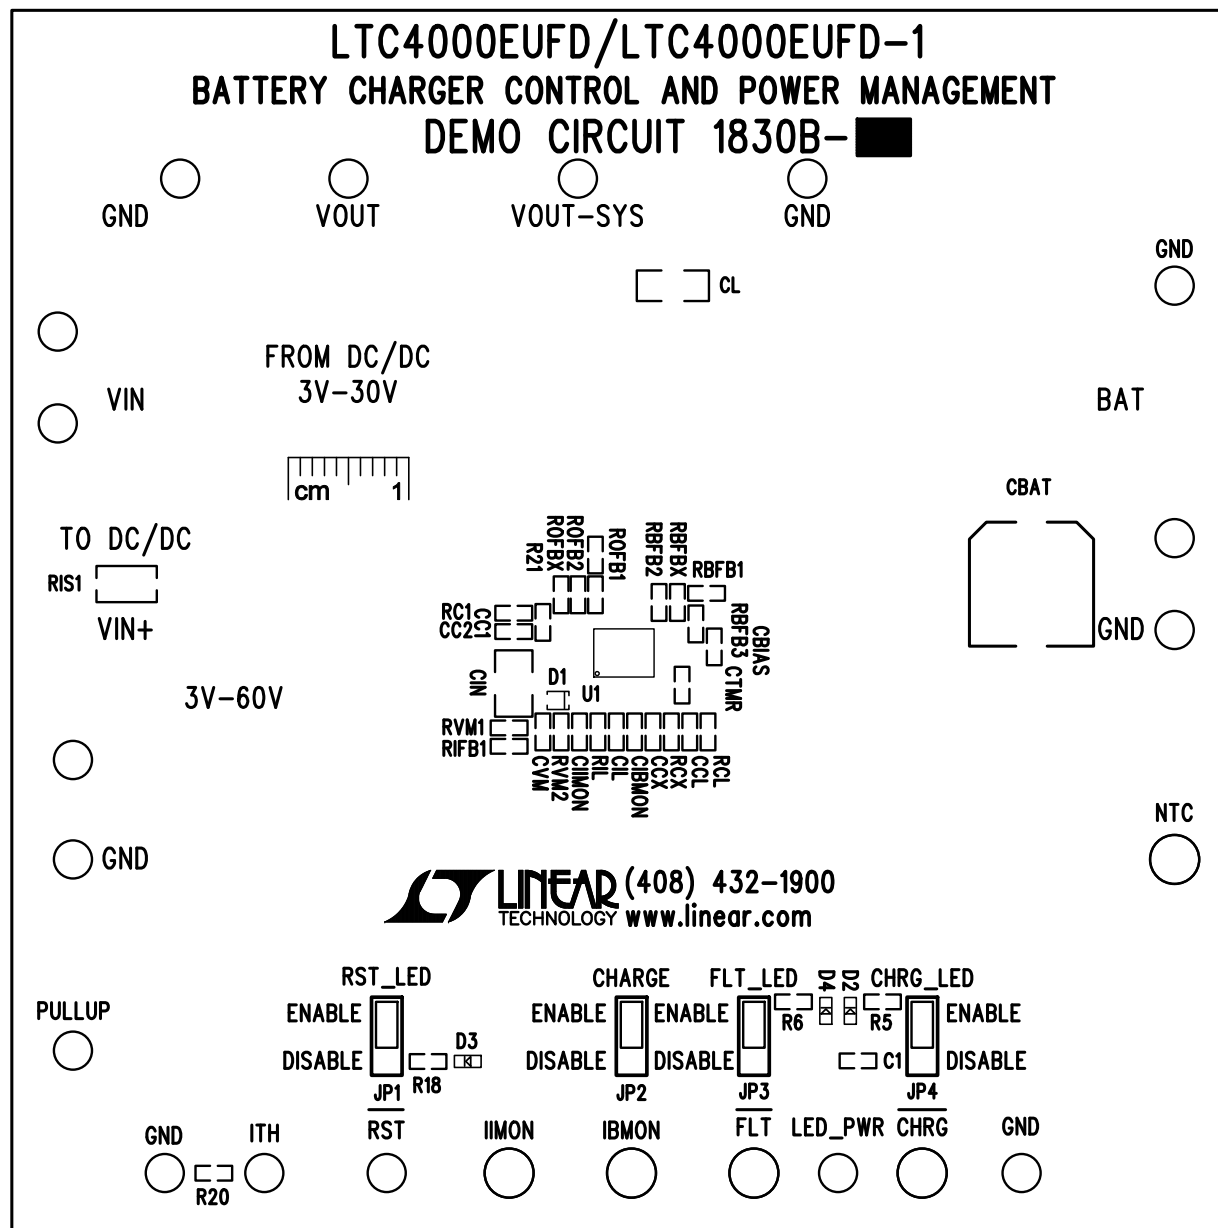 LTC4000EUFD/LTC4000EUFD-1
BATTERY CHARGER CONTROL AND POWER MANAGEMENT
DEMO CIRCUIT 1830B-
GND
VOUT
VOUT-SYS
GND
GND
CL
VIN
FROM DC/DC
3V-30V
BAT
cm 1
CBAT
TO DC/DC
RIS1
VIN+
GND
3V-60V
R21
ROFBX
ROFB2
ROFB1
RBFB2
RBFBX
RBFB1
RC1
CC2
CC1
RBFB3
CBIAS
CTMR
CIN
D1
U1
RVM1
RIFB1
CVM
RVM2
CIIMON
RIL
CIL
CIBMON
CCX
RCX
CCL
RCL
NTC
GND
LINEAR
TECHNOLOGY
(408) 432-1900
www.linear.com
PULLUP
RST_LED
ENABLE
DISABLE
JP1
R18
D3
CHARGE
ENABLE
DISABLE
JP2
FLT_LED
ENABLE
DISABLE
JP3
R6
D4
D2
R5
C1
CHRG_LED
ENABLE
DISABLE
JP4
GND
R20
ITH
RST
IIMON
IBMON
FLT
LED_PWR
CHRG
GND